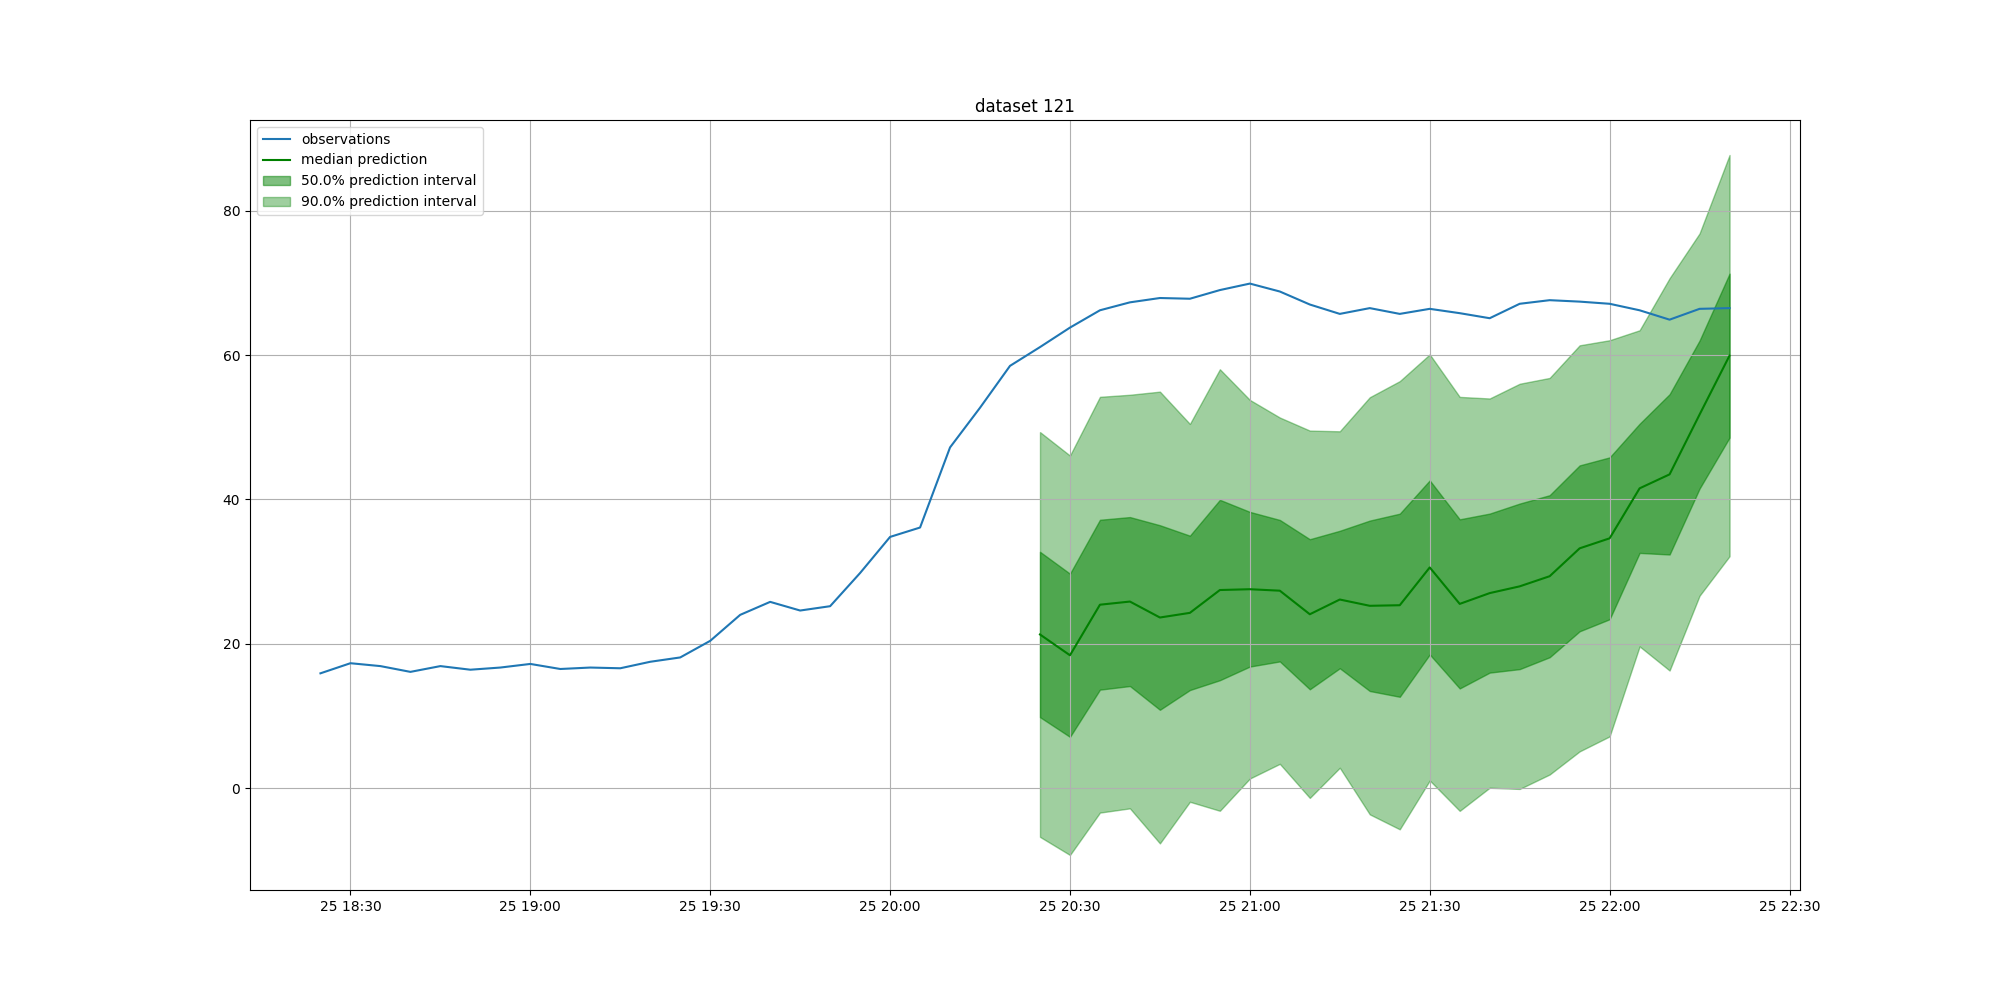 dataset 121
observations
median prediction
50.0% prediction interval
90.0% prediction interval
80
60
40
20
0
25 18:30
25 19:00
25 19:30
25 20:00
25 20:30
25 21:00
25 21:30
25 22:00
25 22:30